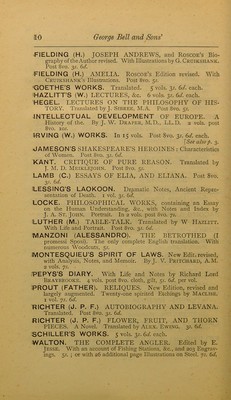 10 George Bell and Sons'
FIELDING (H.) JOSEPH ANDREWS, and ROSCOE'S Bio-
graphy of the Author revised. With Illustrations by G. CRUIKSHANK.
Post 8vo. 3s. 6d.
FIELDING (H.) AMELIA. ROSCOE'S Edition revised. With
CRUIKSHANK'S Illustrations. Post 8vo. 5s.
GOETHE'S WORKS. Translated. 5 vols. 3s. 6d. each.
HAZLITT'S (W.) LECTURES, &c. 6 vols. 3s. 6d. each.
HEGEL. LECTURES ON THE PHILOSOPHY OF HIS-
TORY. Translated by J. SIBREE, M.A. Post 8vo. 5s.
INTELLECTUAL DEVELOPMENT OF EUROPE. A
History of the. By J. W. DRAPER, M.D., LL.D. 2 vols. post
8vo. 10s.
IRVING (W.) WORKS. In 15 vols. Post 8vo. 3s. 6d. each.
[See also p. 5.
JAMESON'S SHAKESPEARE'S HEROINES: Characteristics
of Women. Post 8vo. 3s. 6d.
KANT. CRITIQUE OF PURE REASON. Translated by
J. M. D. MEIKLEJOHN. Post 8vo. 5s.
LAMB (C.) ESSAYS OF ELIA, AND ELIANA. Post 8vo.
3s. 6d.
LESSING'S LAOKOON. Dramatic Notes, Ancient Repre-
sentation of Death. 1 vol. 3s. 6d.
LOCKE. PHILOSOPHICAL WORKS, containing an Essay
on the Human Understanding, &c., with Notes and Index by
J. A. ST. JOHN. Portrait. In 2 vols. post 8vo. 7s.
LUTHER (M.) TABLE-TALK. Translated by W HAZLITT.
With Life and Portrait. Post 8vo. 3s. 6d.
MANZONI (ALESSANDRO). THE BETROTHED (I
promessi Sposi). The only complete English translation. With
numerous Woodcuts, 5s.
MONTESQUIEU'S SPIRIT OF LAWS. New Edit. revised,
with Analysis, Notes, and Memoir. By J. V. PRITCHARD, A.M.
2 vols. 7s.
PEPYS'S DIARY. With Life and Notes by Richard Lord
BRAYBROOKE. 4 vols. post 8vo. cloth, gilt, 5s. 6d. per vol.
PROUT (FATHER). RELIQUES. New Edition, revised and
largely augmented. Twenty-one spirited Etchings by MACLISE.
1 vol. 7s. 6d.
RICHTER (J. P. F.) AUTOBIOGRAPHY AND LEVANA.
Translated. Post 8vo. 3s. 6d.
RICHTER (J. P. F.) FLOWER, FRUIT, AND THORN
PIECES. A Novel. Translated by ALEX. EWING. 3s. 6d.
SCHILLER'S WORKS. 5 vols. 3s. 6d. each.
WALTON. THE COMPLETE ANGLER. Edited by E.
JESSE. With an account of Fishing Stations, &c., and 203 Engrav-
ings. 5s.; or with 26 additional page Illustrations on Steel. 7s. 6d.